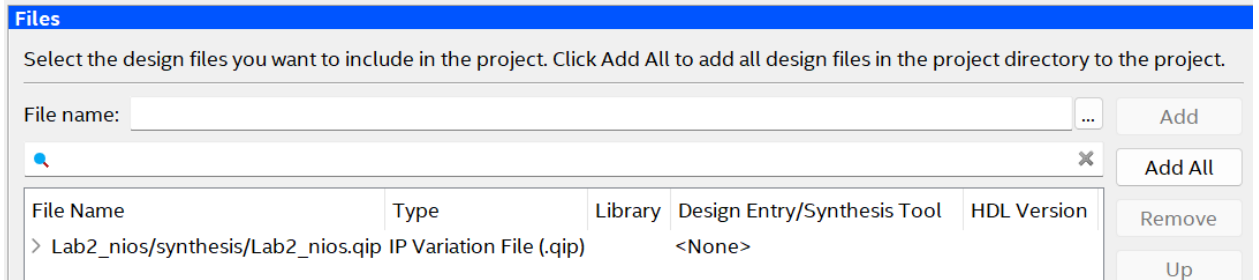 Files
Select the design files you want to include in the project. Click Add All to add all design files in the project directory to the project.
File name: ... Add
Add All
File Name Type Library Design Entry/Synthesis Tool HDL Version Remove
Lab2_nios/synthesis/Lab2_nios.qip IP Variation File (.qip) <None>
Up